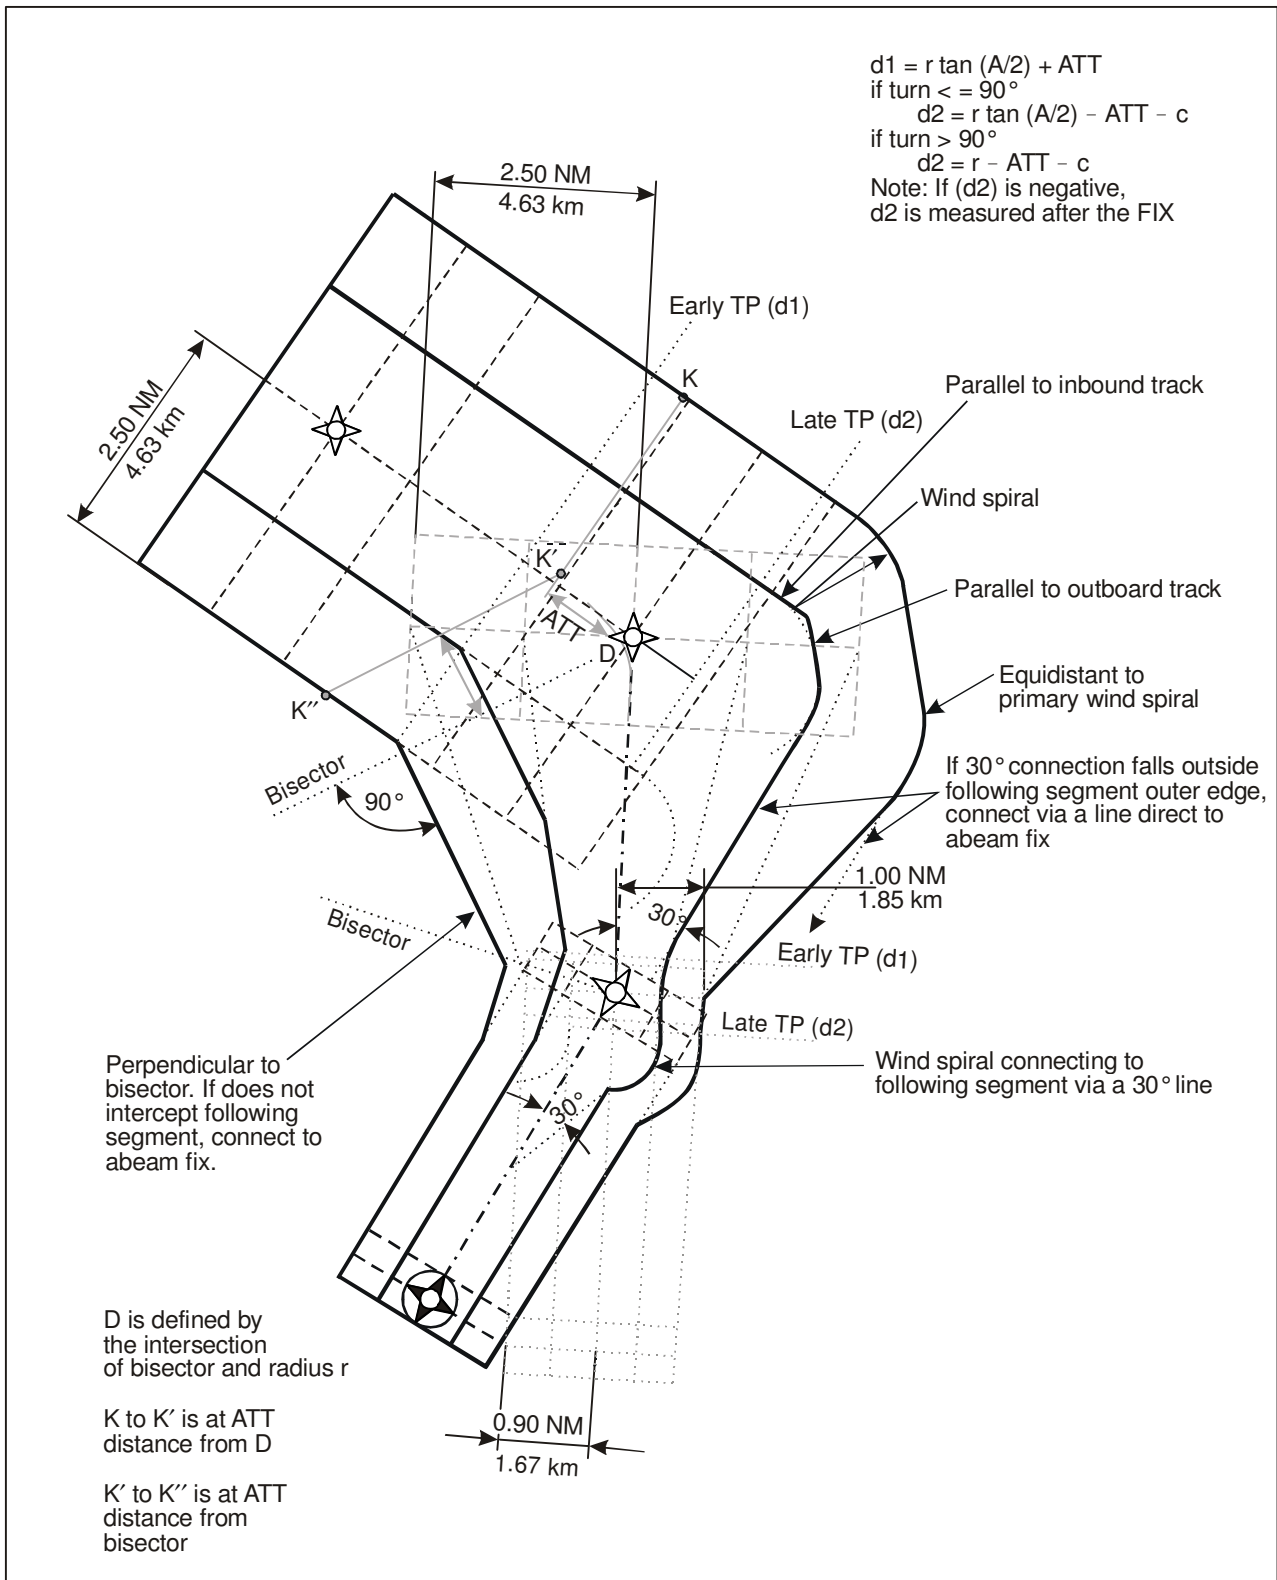 d1 = r tan (A/2) + ATT
if turn < = 90°
d2 = r tan (A/2) – ATT – c
if turn > 90°
d2 = r – ATT – c
Note: If (d2) is negative,
d2 is measured after the FIX
2.50 NM
4.63 km
Early TP (d1)
2.50 NM
4.63 km
K
Parallel to inbound track
Late TP (d2)
Wind spiral
K′
ATT
Parallel to outboard track
D
K″
Equidistant to
primary wind spiral
Bisector
90°
If 30° connection falls outside
following segment outer edge,
connect via a line direct to
abeam fix
1.00 NM
1.85 km
30°
Bisector
Early TP (d1)
Late TP (d2)
Perpendicular to
bisector. If does not
intercept following
segment, connect to
abeam fix.
Wind spiral connecting to
following segment via a 30° line
30°
D is defined by
the intersection
of bisector and radius r
K to K′ is at ATT
distance from D
K′ to K″ is at ATT
distance from
bisector
0.90 NM
1.67 km